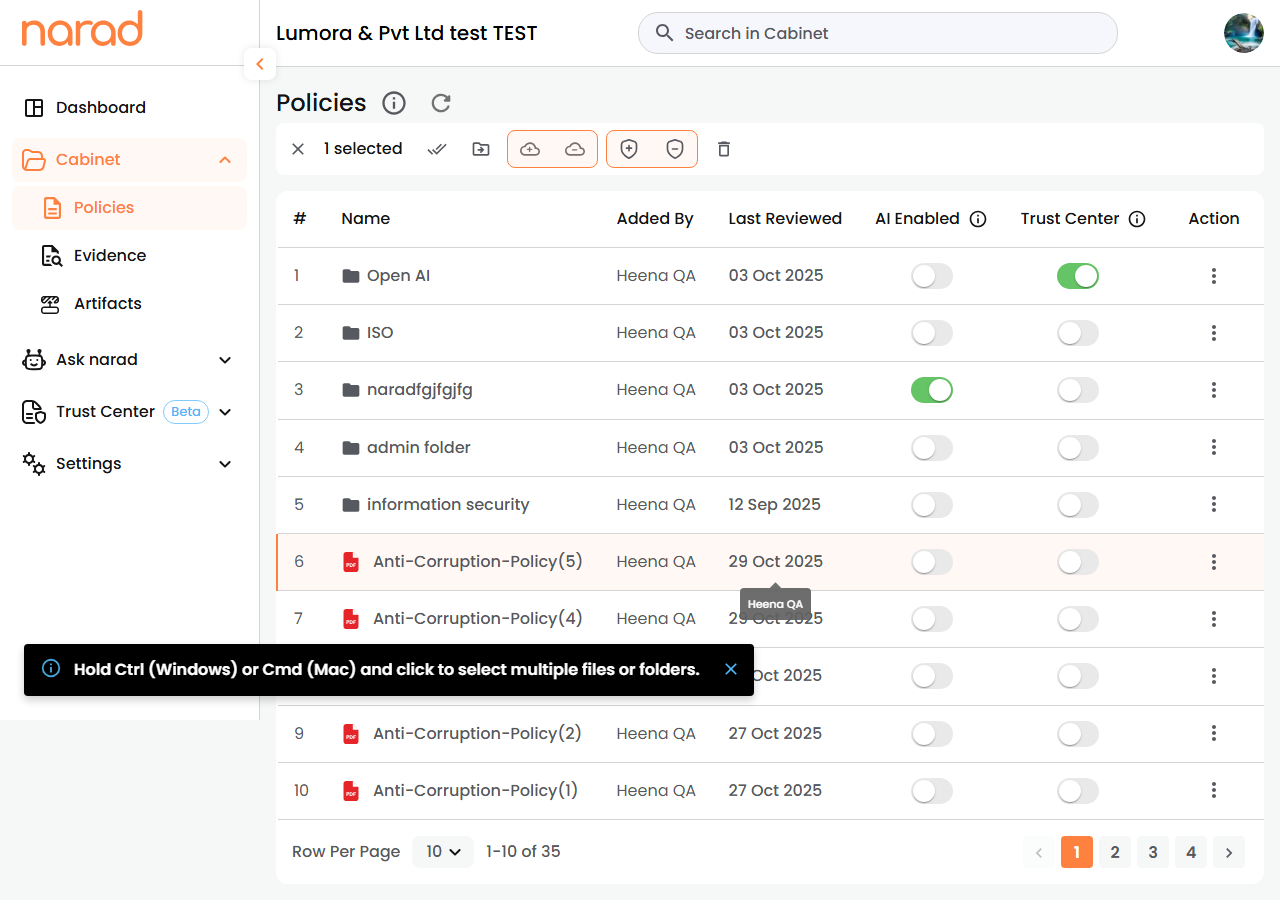 narad
Lumora & Pvt Ltd test TEST
Search in Cabinet
Dashboard
Cabinet
Policies
Evidence
Artifacts
Ask narad
Trust Center Beta
Settings
Policies
1 selected
# Name Added By Last Reviewed AI Enabled Trust Center Action
1 Open AI Heena QA 03 Oct 2025
2 ISO Heena QA 03 Oct 2025
3 naradfgjfgjfg Heena QA 03 Oct 2025
4 admin folder Heena QA 03 Oct 2025
5 information security Heena QA 12 Sep 2025
6 PDF Anti-Corruption-Policy(5) Heena QA 29 Oct 2025
Heena QA
7 PDF Anti-Corruption-Policy(4) Heena QA 29 Oct 2025
Hold Ctrl (Windows) or Cmd (Mac) and click to select multiple files or folders.
Oct 2025
9 PDF Anti-Corruption-Policy(2) Heena QA 27 Oct 2025
10 PDF Anti-Corruption-Policy(1) Heena QA 27 Oct 2025
Row Per Page 10 1-10 of 35
1 2 3 4